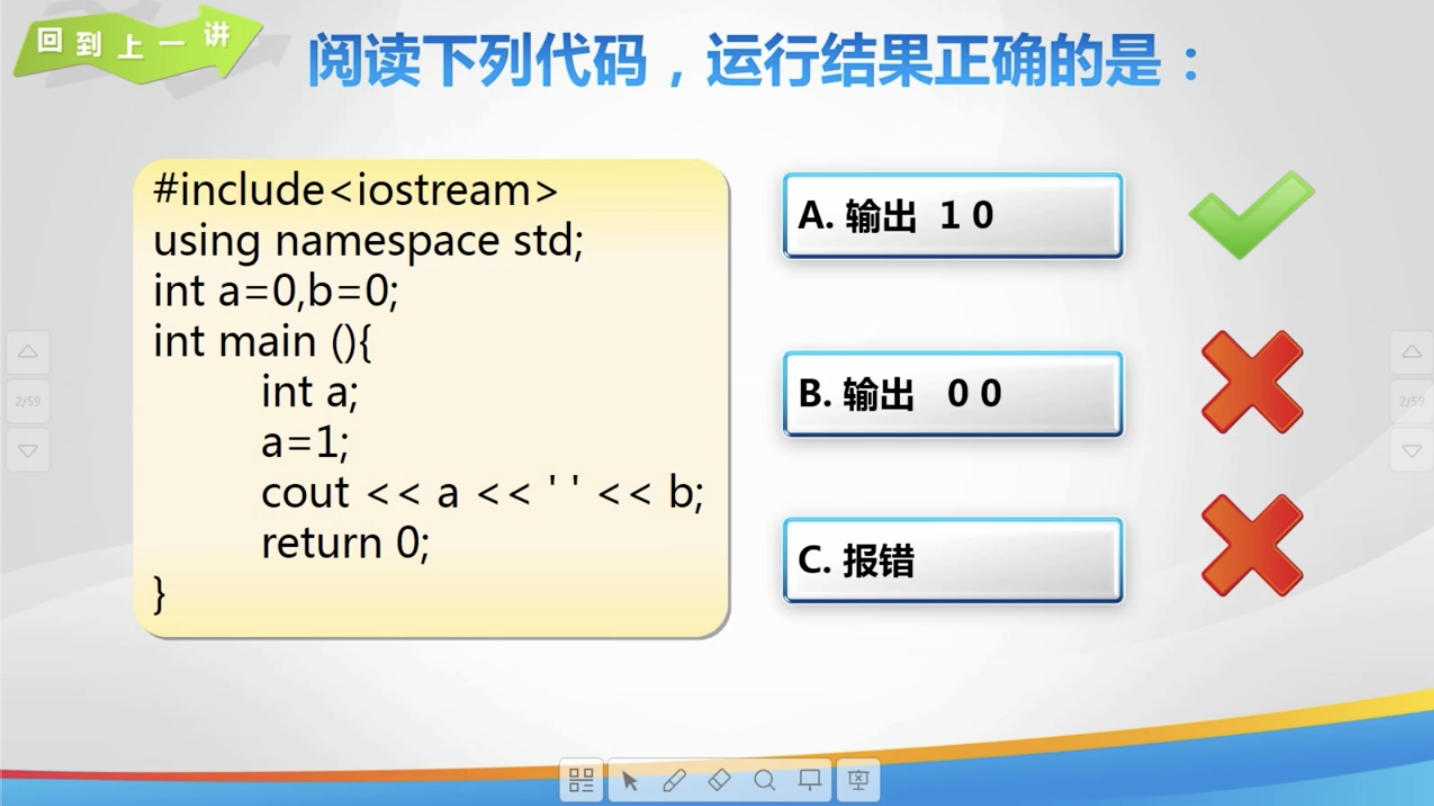 回到上一讲
阅读下列代码，运行结果正确的是：
#include<iostream>
using namespace std;
int a=0,b=0;
int main (){
int a;
a=1;
cout << a << ' ' << b;
return 0;
}
A. 输出 1 0
B. 输出 0 0
C. 报错
2/59
2/59